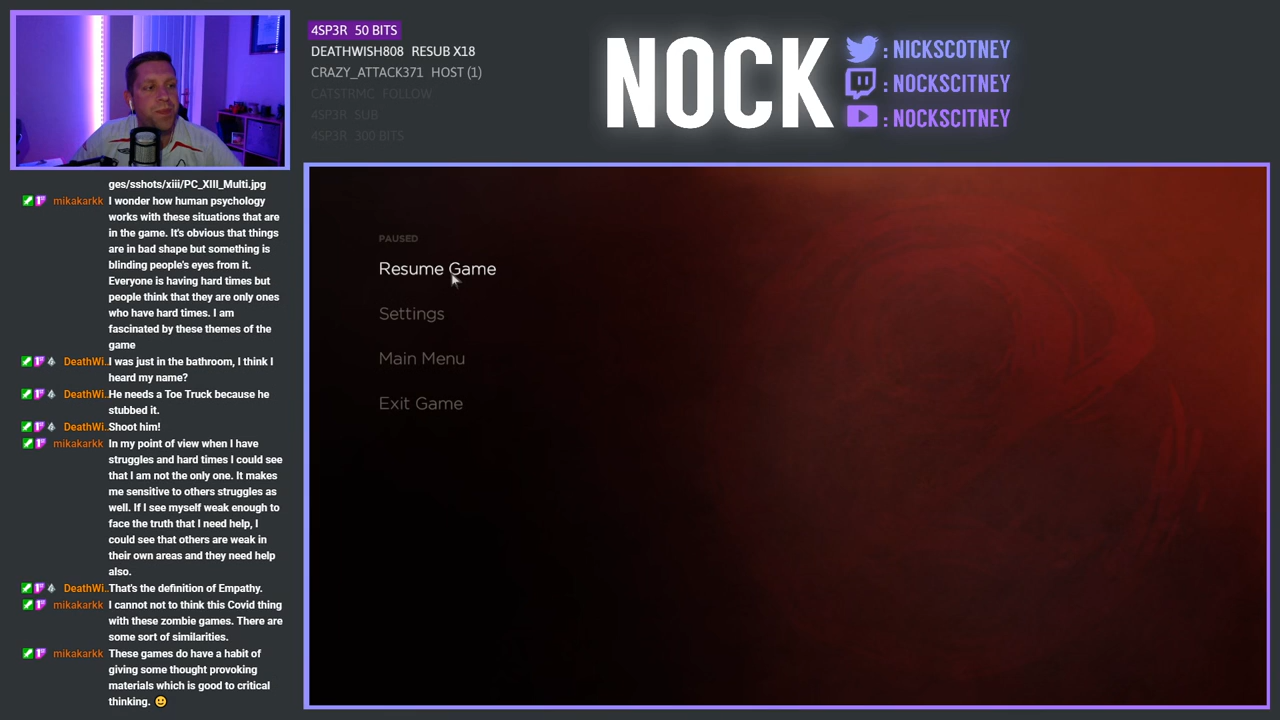 4SP3R 50 BITS
DEATHWISH808 RESUB X18
CRAZY_ATTACK371 HOST (1)
CATSTRMC FOLLOW
4SP3R SUB
4SP3R 300 BITS
NOCK
: NICKSCOTNEY
: NOCKSCITNEY
: NOCKSCITNEY
ges/sshots/xiii/PC_XIII_Multi.jpg
mikakarkk I wonder how human psychology
works with these situations that are
in the game. It's obvious that things
are in bad shape but something is
blinding people's eyes from it.
Everyone is having hard times but
people think that they are only ones
who have hard times. I am
fascinated by these themes of the
game
DeathWi.. I was just in the bathroom, I think I
heard my name?
DeathWi.. He needs a Toe Truck because he
stubbed it.
DeathWi.. Shoot him!
mikakarkk In my point of view when I have
struggles and hard times I could see
that I am not the only one. It makes
me sensitive to others struggles as
well. If I see myself weak enough to
face the truth that I need help, I
could see that others are weak in
their own areas and they need help
also.
DeathWi.. That's the definition of Empathy.
mikakarkk I cannot not to think this Covid thing
with these zombie games. There are
some sort of similarities.
mikakarkk These games do have a habit of
giving some thought provoking
materials which is good to critical
thinking. 🙂
PAUSED
Resume Game
Settings
Main Menu
Exit Game